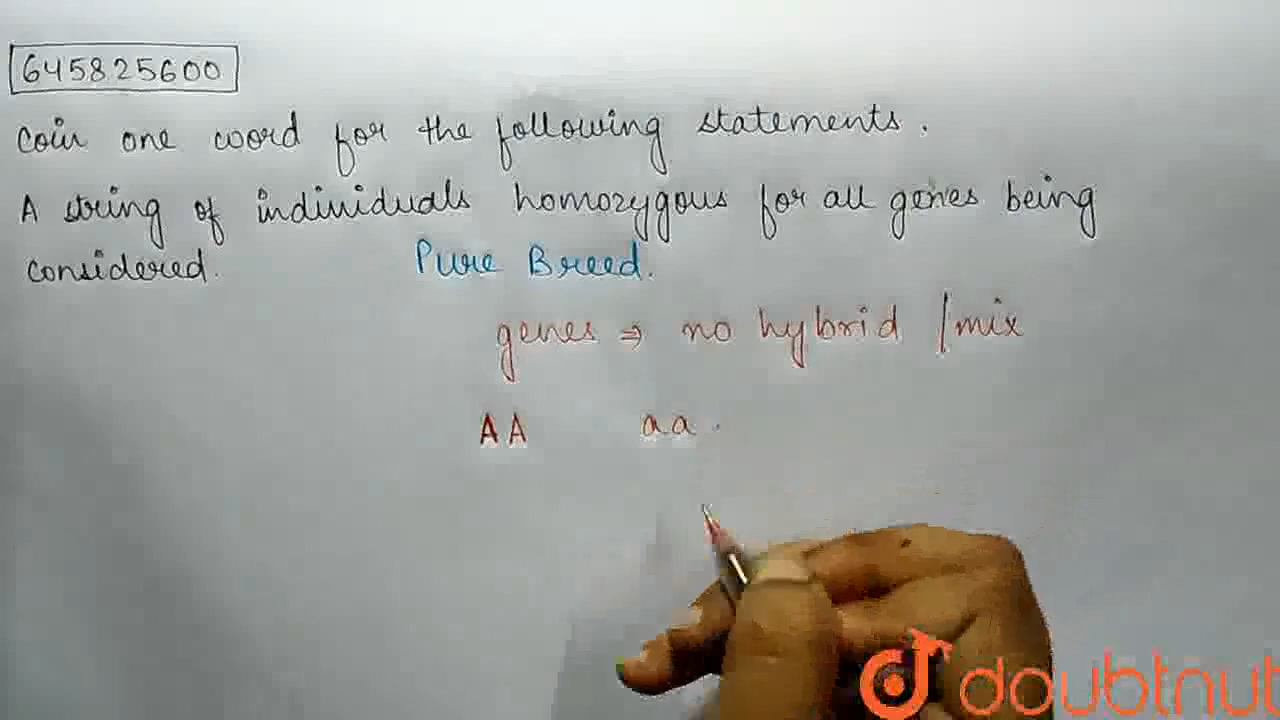 645825600
Coin one word for the following statements.
A string of individuals homozygous for all genes being
considered. Pure Breed.
genes ⇒ no hybrid / mix
AA aa.
doubtnut